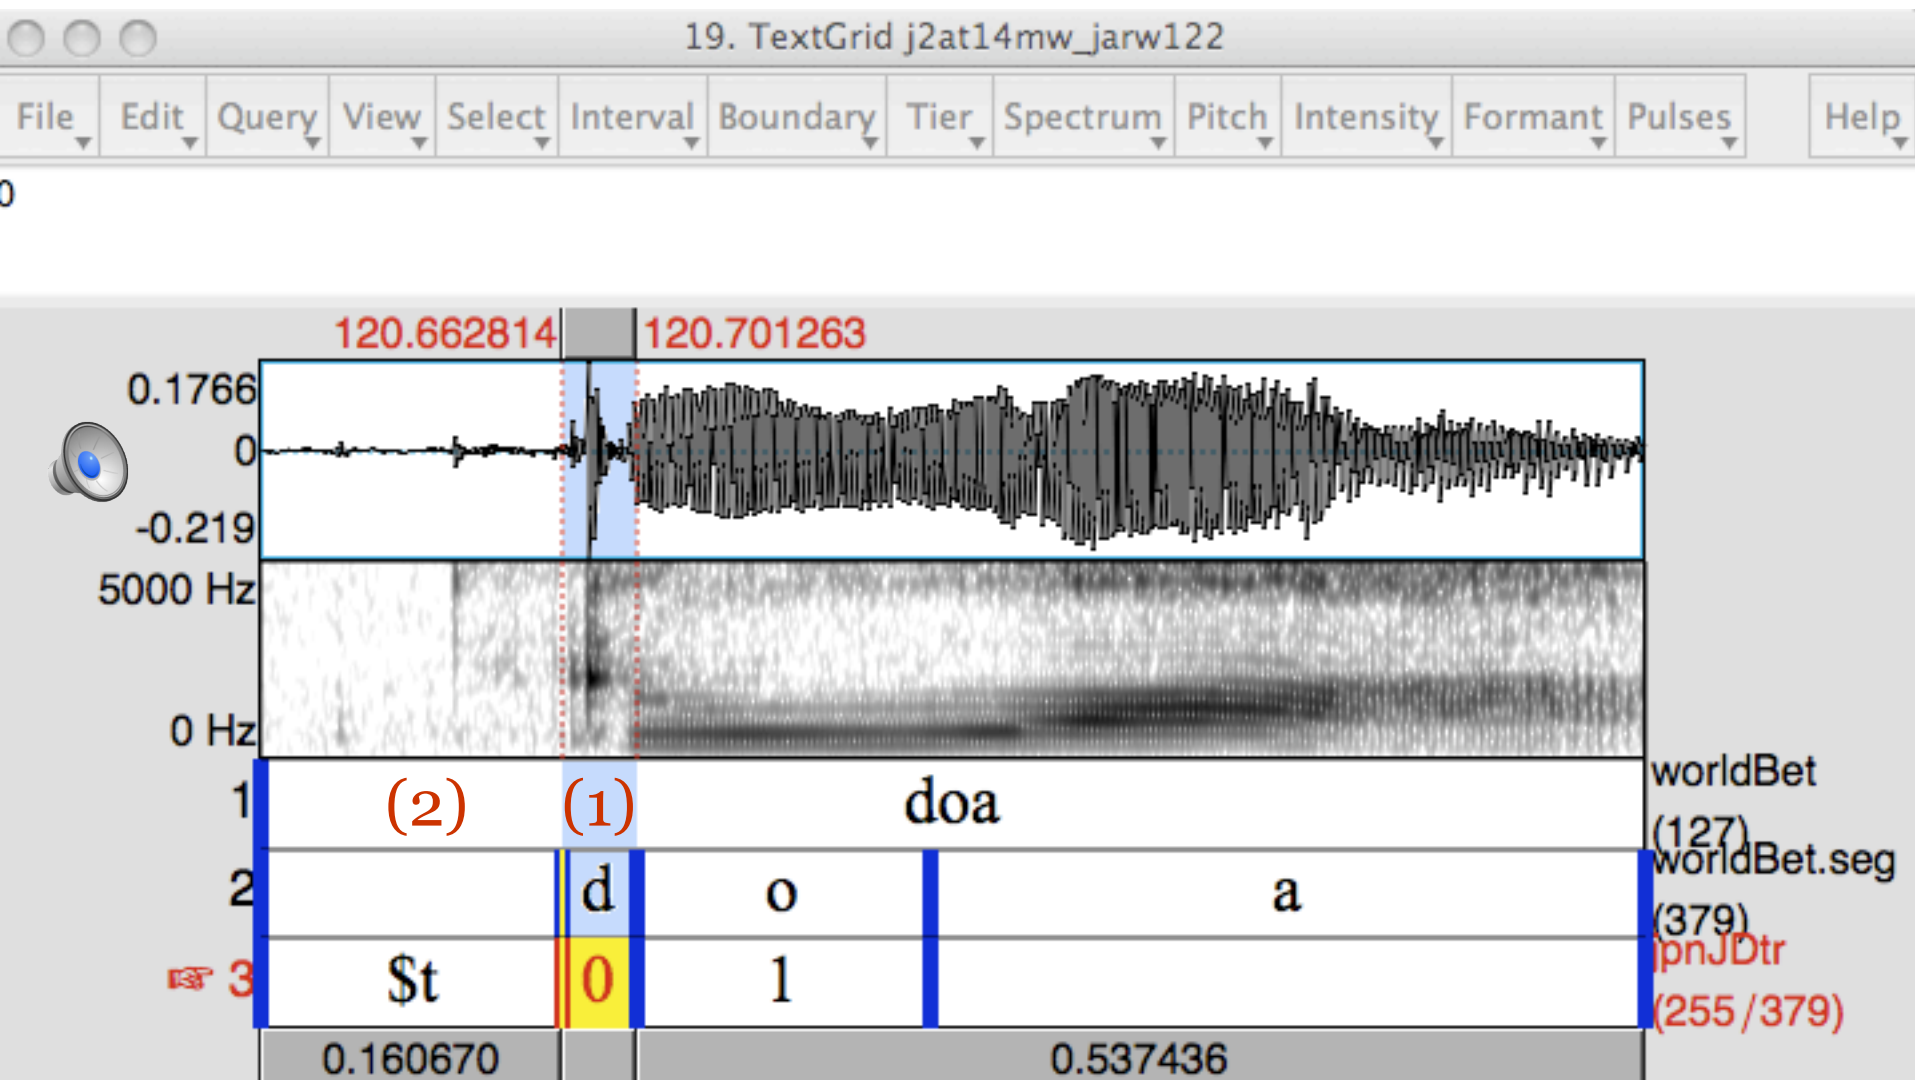 19. TextGrid j2at14mw_jarw122
File Edit Query View Select Interval Boundary Tier Spectrum Pitch Intensity Formant Pulses Help
0
120.662814 120.701263
0.1766
0
-0.219
5000 Hz
0 Hz
1 (2) (1) doa worldBet
(127)
2 d o a worldBet.seg
(379)
☞ 3 $t 0 1 jpnJDtr
(255/379)
0.160670 0.537436